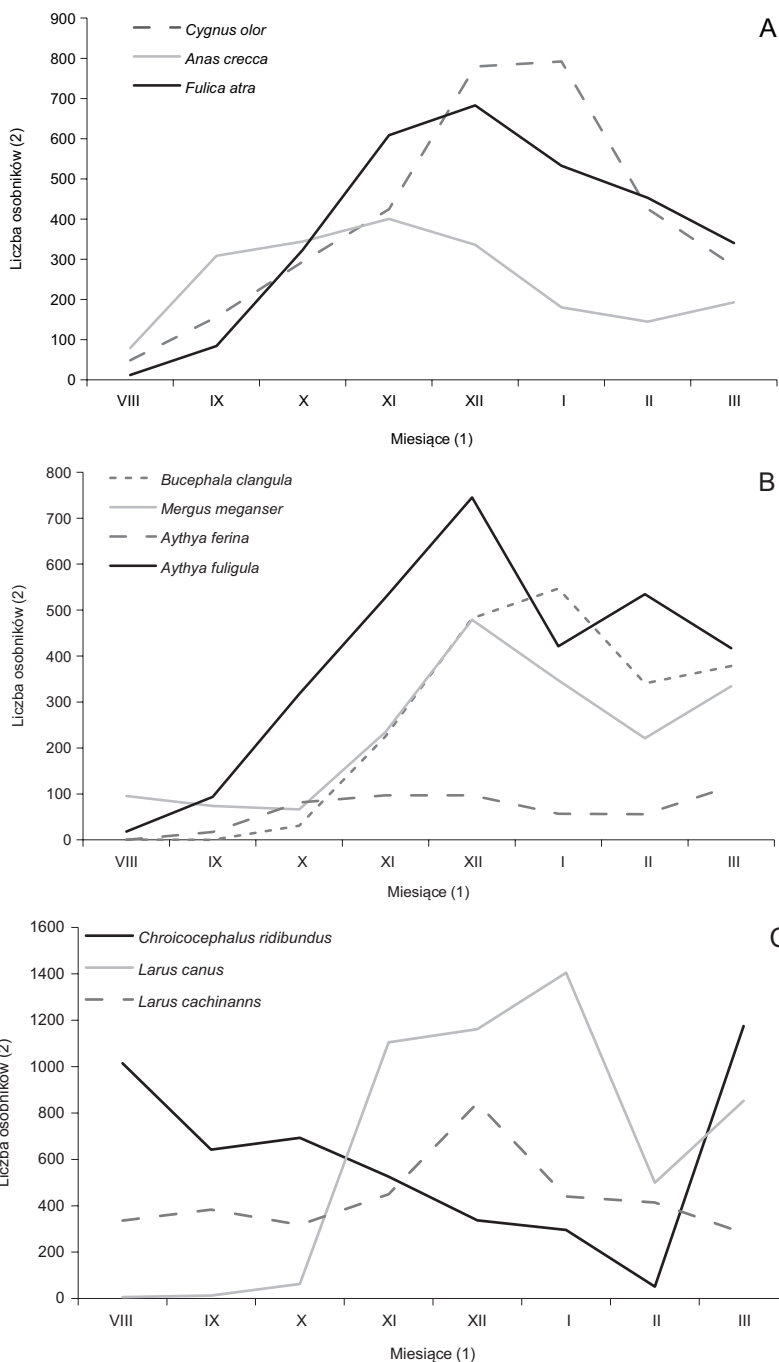 A
900
800
700
600
500
400
300
200
100
0
Liczba osobników (2)
Cygnus olor
Anas crecca
Fulica atra
VIII IX X XI XII I II III
Miesiące (1)
B
800
700
600
500
400
300
200
100
0
Liczba osobników (2)
Bucephala clangula
Mergus meganser
Aythya ferina
Aythya fuligula
VIII IX X XI XII I II III
Miesiące (1)
C
1600
1400
1200
1000
800
600
400
200
0
Liczba osobników (2)
Chroicocephalus ridibundus
Larus canus
Larus cachinanns
VIII IX X XI XII I II III
Miesiące (1)